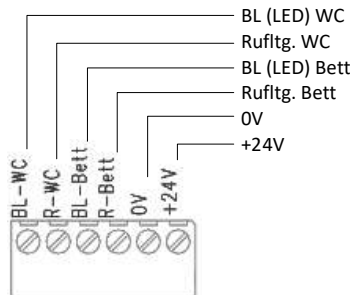 BL (LED) WC
Rufltg. WC
BL (LED) Bett
Rufltg. Bett
0V
+24V
BL-WC
R-WC
BL-Bett
R-Bett
0V
+24V